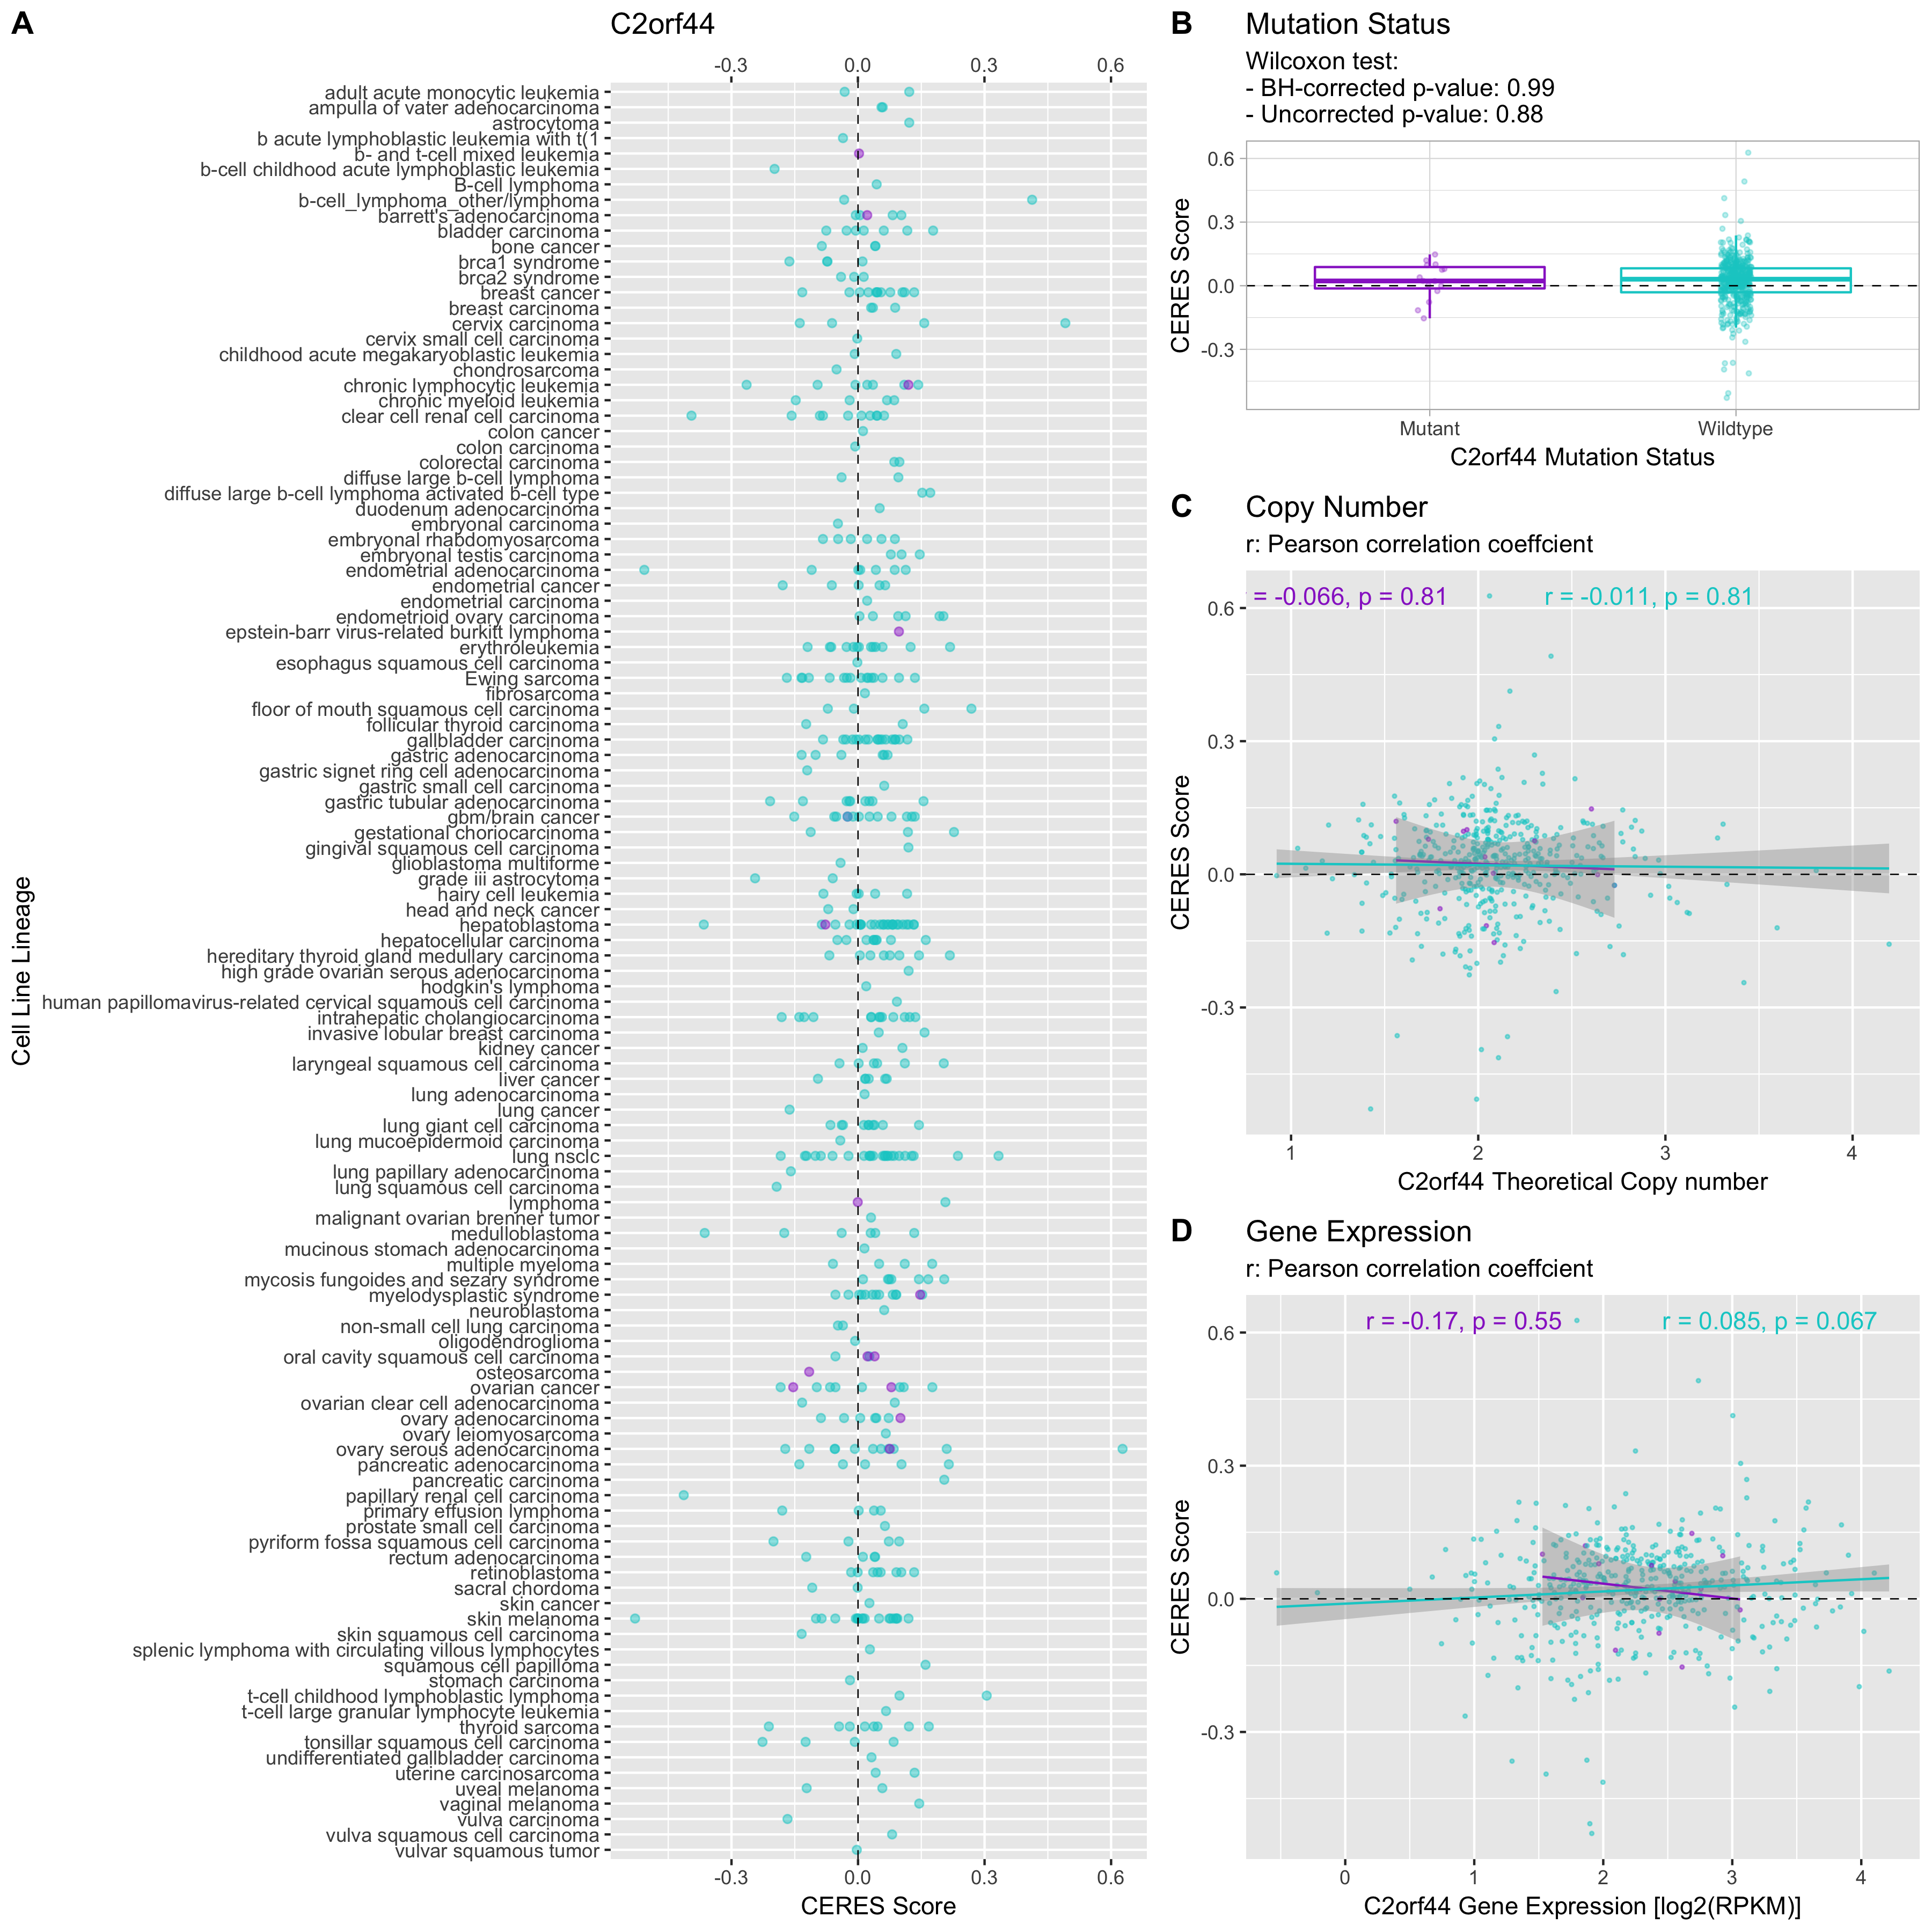 A
C2orf44
-0.3 0.0 0.3 0.6
adult acute monocytic leukemia
ampulla of vater adenocarcinoma
astrocytoma
b acute lymphoblastic leukemia with t(1
b- and t-cell mixed leukemia
b-cell childhood acute lymphoblastic leukemia
B-cell lymphoma
b-cell_lymphoma_other/lymphoma
barrett's adenocarcinoma
bladder carcinoma
bone cancer
brca1 syndrome
brca2 syndrome
breast cancer
breast carcinoma
cervix carcinoma
cervix small cell carcinoma
childhood acute megakaryoblastic leukemia
chondrosarcoma
chronic lymphocytic leukemia
chronic myeloid leukemia
clear cell renal cell carcinoma
colon cancer
colon carcinoma
colorectal carcinoma
diffuse large b-cell lymphoma
diffuse large b-cell lymphoma activated b-cell type
duodenum adenocarcinoma
embryonal carcinoma
embryonal rhabdomyosarcoma
embryonal testis carcinoma
endometrial adenocarcinoma
endometrial cancer
endometrial carcinoma
endometrioid ovary carcinoma
epstein-barr virus-related burkitt lymphoma
erythroleukemia
esophagus squamous cell carcinoma
Ewing sarcoma
fibrosarcoma
floor of mouth squamous cell carcinoma
follicular thyroid carcinoma
gallbladder carcinoma
gastric adenocarcinoma
gastric signet ring cell adenocarcinoma
gastric small cell carcinoma
gastric tubular adenocarcinoma
gbm/brain cancer
gestational choriocarcinoma
gingival squamous cell carcinoma
glioblastoma multiforme
grade iii astrocytoma
hairy cell leukemia
head and neck cancer
hepatoblastoma
hepatocellular carcinoma
hereditary thyroid gland medullary carcinoma
high grade ovarian serous adenocarcinoma
hodgkin's lymphoma
human papillomavirus-related cervical squamous cell carcinoma
intrahepatic cholangiocarcinoma
invasive lobular breast carcinoma
kidney cancer
laryngeal squamous cell carcinoma
liver cancer
lung adenocarcinoma
lung cancer
lung giant cell carcinoma
lung mucoepidermoid carcinoma
lung nsclc
lung papillary adenocarcinoma
lung squamous cell carcinoma
lymphoma
malignant ovarian brenner tumor
medulloblastoma
mucinous stomach adenocarcinoma
multiple myeloma
mycosis fungoides and sezary syndrome
myelodysplastic syndrome
neuroblastoma
non-small cell lung carcinoma
oligodendroglioma
oral cavity squamous cell carcinoma
osteosarcoma
ovarian cancer
ovarian clear cell adenocarcinoma
ovary adenocarcinoma
ovary leiomyosarcoma
ovary serous adenocarcinoma
pancreatic adenocarcinoma
pancreatic carcinoma
papillary renal cell carcinoma
primary effusion lymphoma
prostate small cell carcinoma
pyriform fossa squamous cell carcinoma
rectum adenocarcinoma
retinoblastoma
sacral chordoma
skin cancer
skin melanoma
skin squamous cell carcinoma
splenic lymphoma with circulating villous lymphocytes
squamous cell papilloma
stomach carcinoma
t-cell childhood lymphoblastic lymphoma
t-cell large granular lymphocyte leukemia
thyroid sarcoma
tonsillar squamous cell carcinoma
undifferentiated gallbladder carcinoma
uterine carcinosarcoma
uveal melanoma
vaginal melanoma
vulva carcinoma
vulva squamous cell carcinoma
vulvar squamous tumor
-0.3 0.0 0.3 0.6
CERES Score
Cell Line Lineage
B
Mutation Status
Wilcoxon test:
- BH-corrected p-value: 0.99
- Uncorrected p-value: 0.88
0.6
0.3
0.0
-0.3
CERES Score
Mutant Wildtype
C2orf44 Mutation Status
C
Copy Number
r: Pearson correlation coeffcient
= -0.066, p = 0.81 r = -0.011, p = 0.81
0.6
0.3
0.0
-0.3
CERES Score
1 2 3 4
C2orf44 Theoretical Copy number
D
Gene Expression
r: Pearson correlation coeffcient
r = -0.17, p = 0.55 r = 0.085, p = 0.067
0.6
0.3
0.0
-0.3
CERES Score
0 1 2 3 4
C2orf44 Gene Expression [log2(RPKM)]